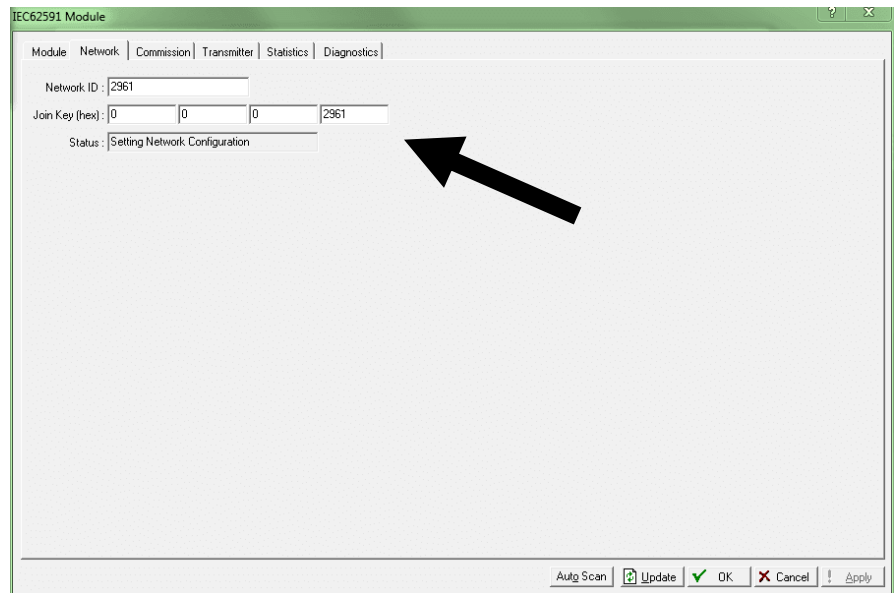 IEC62591 Module
Module Network Commission Transmitter Statistics Diagnostics
Network ID : 2961
Join Key (hex) : 0 0 0 2961
Status : Setting Network Configuration
Auto Scan Update OK Cancel ! Apply